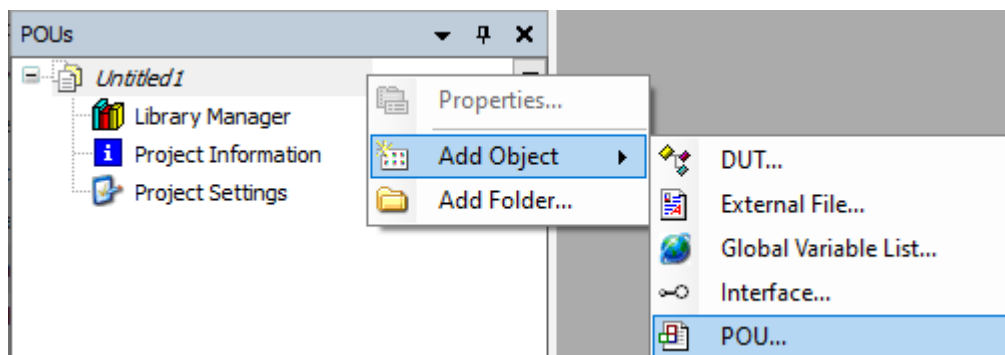 POUs
Untitled1
Library Manager
Project Information
Project Settings
Properties...
Add Object
Add Folder...
DUT...
External File...
Global Variable List...
Interface...
POU...